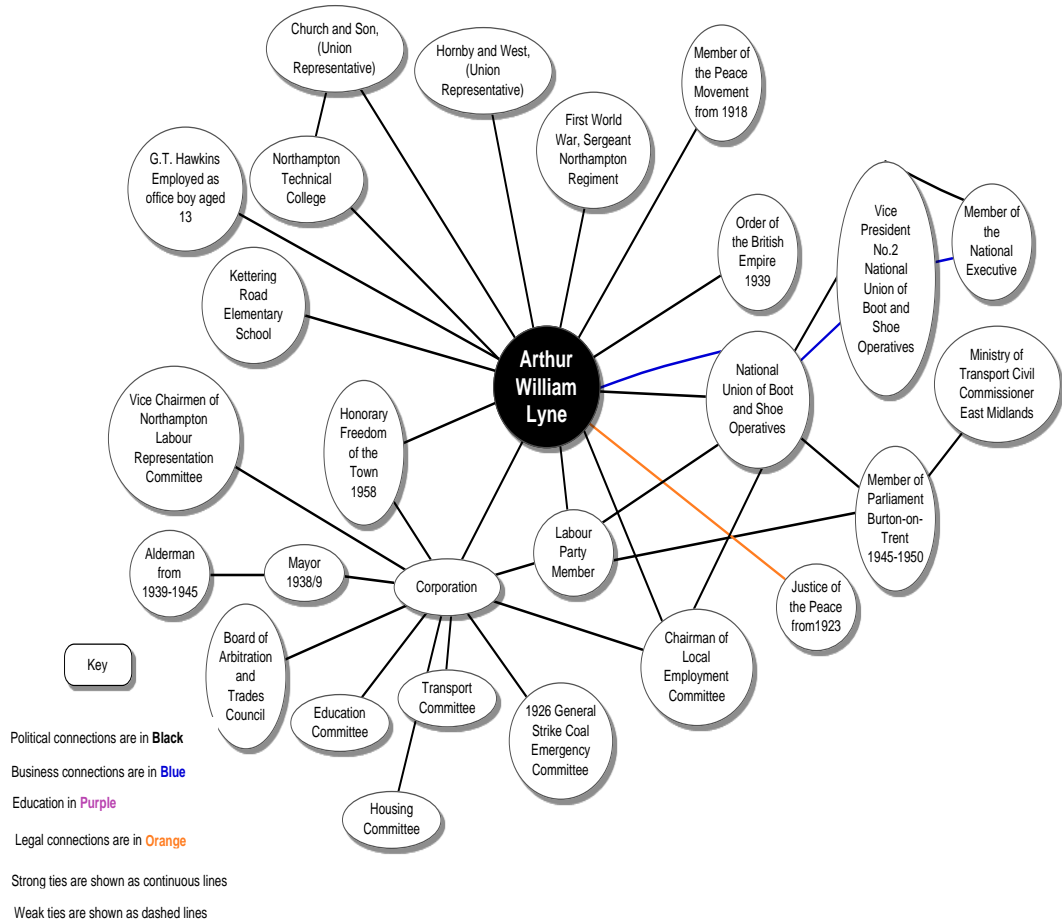 Church and Son,
(Union
Representative)
Hornby and West,
(Union
Representative)
Member of
the Peace
Movement
from 1918
First World
War, Sergeant
Northampton
Regiment
G.T. Hawkins
Employed as
office boy aged
13
Northampton
Technical
College
Vice
President
No.2
National
Union of
Boot and
Shoe
Operatives
Member of
the
National
Executive
Order of
the British
Empire
1939
Kettering
Road
Elementary
School
Arthur
William
Lyne
National
Union of Boot
and Shoe
Operatives
Ministry of
Transport Civil
Commissioner
East Midlands
Vice Chairmen of
Northampton
Labour
Representation
Committee
Honorary
Freedom
of the
Town
1958
Member of
Parliament
Burton-on-
Trent
1945-1950
Labour
Party
Member
Alderman
from
1939-1945
Mayor
1938/9
Corporation
Justice of
the Peace
from1923
Chairman of
Local
Employment
Committee
Board of
Arbitration
and
Trades
Council
Education
Committee
Transport
Committee
1926 General
Strike Coal
Emergency
Committee
Housing
Committee
Key
Political connections are in Black
Business connections are in Blue
Education in Purple
Legal connections are in Orange
Strong ties are shown as continuous lines
Weak ties are shown as dashed lines